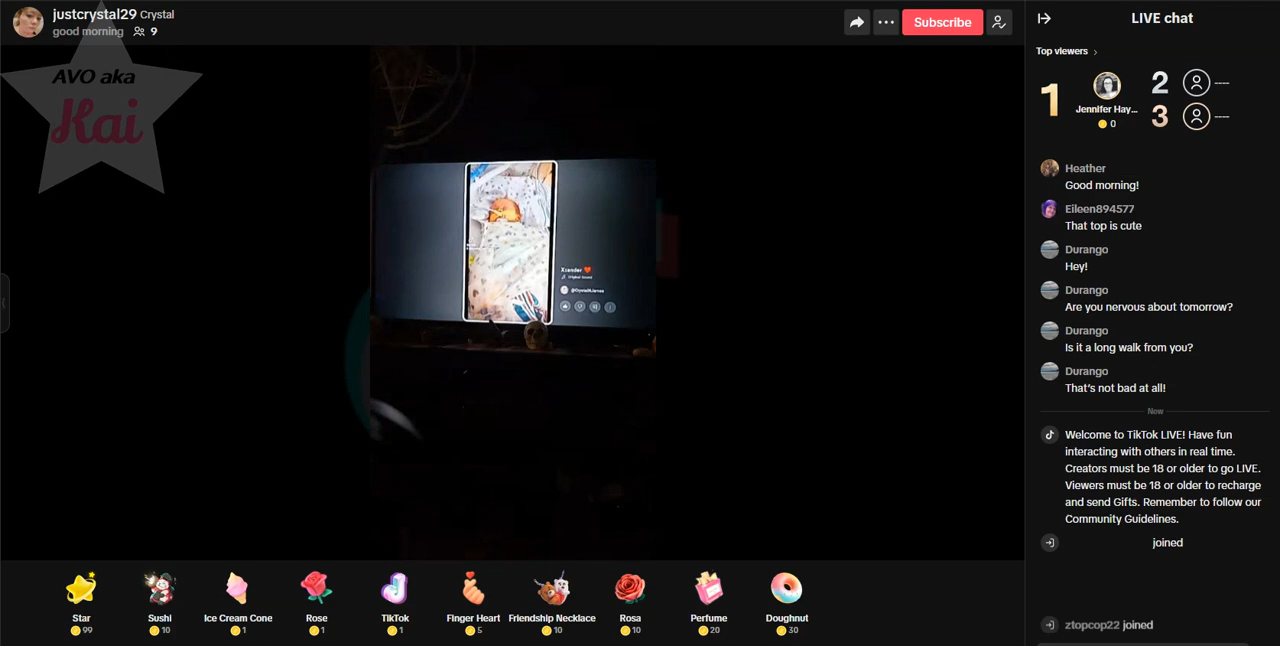 justcrystal29 Crystal
good morning 9
Subscribe
AVO aka
Kai
Xzander
Original Sound
LIVE chat
Top viewers
1
Jennifer Hay...
0
2 ----
3 ----
Heather
Good morning!
Eileen894577
That top is cute
Durango
Hey!
Durango
Are you nervous about tomorrow?
Durango
Is it a long walk from you?
Durango
That's not bad at all!
Now
Welcome to TikTok LIVE! Have fun
interacting with others in real time.
Creators must be 18 or older to go LIVE.
Viewers must be 18 or older to recharge
and send Gifts. Remember to follow our
Community Guidelines.
joined
ztopcop22 joined
Star
99
Sushi
10
Ice Cream Cone
1
Rose
1
TikTok
1
Finger Heart
5
Friendship Necklace
10
Rosa
10
Perfume
20
Doughnut
30